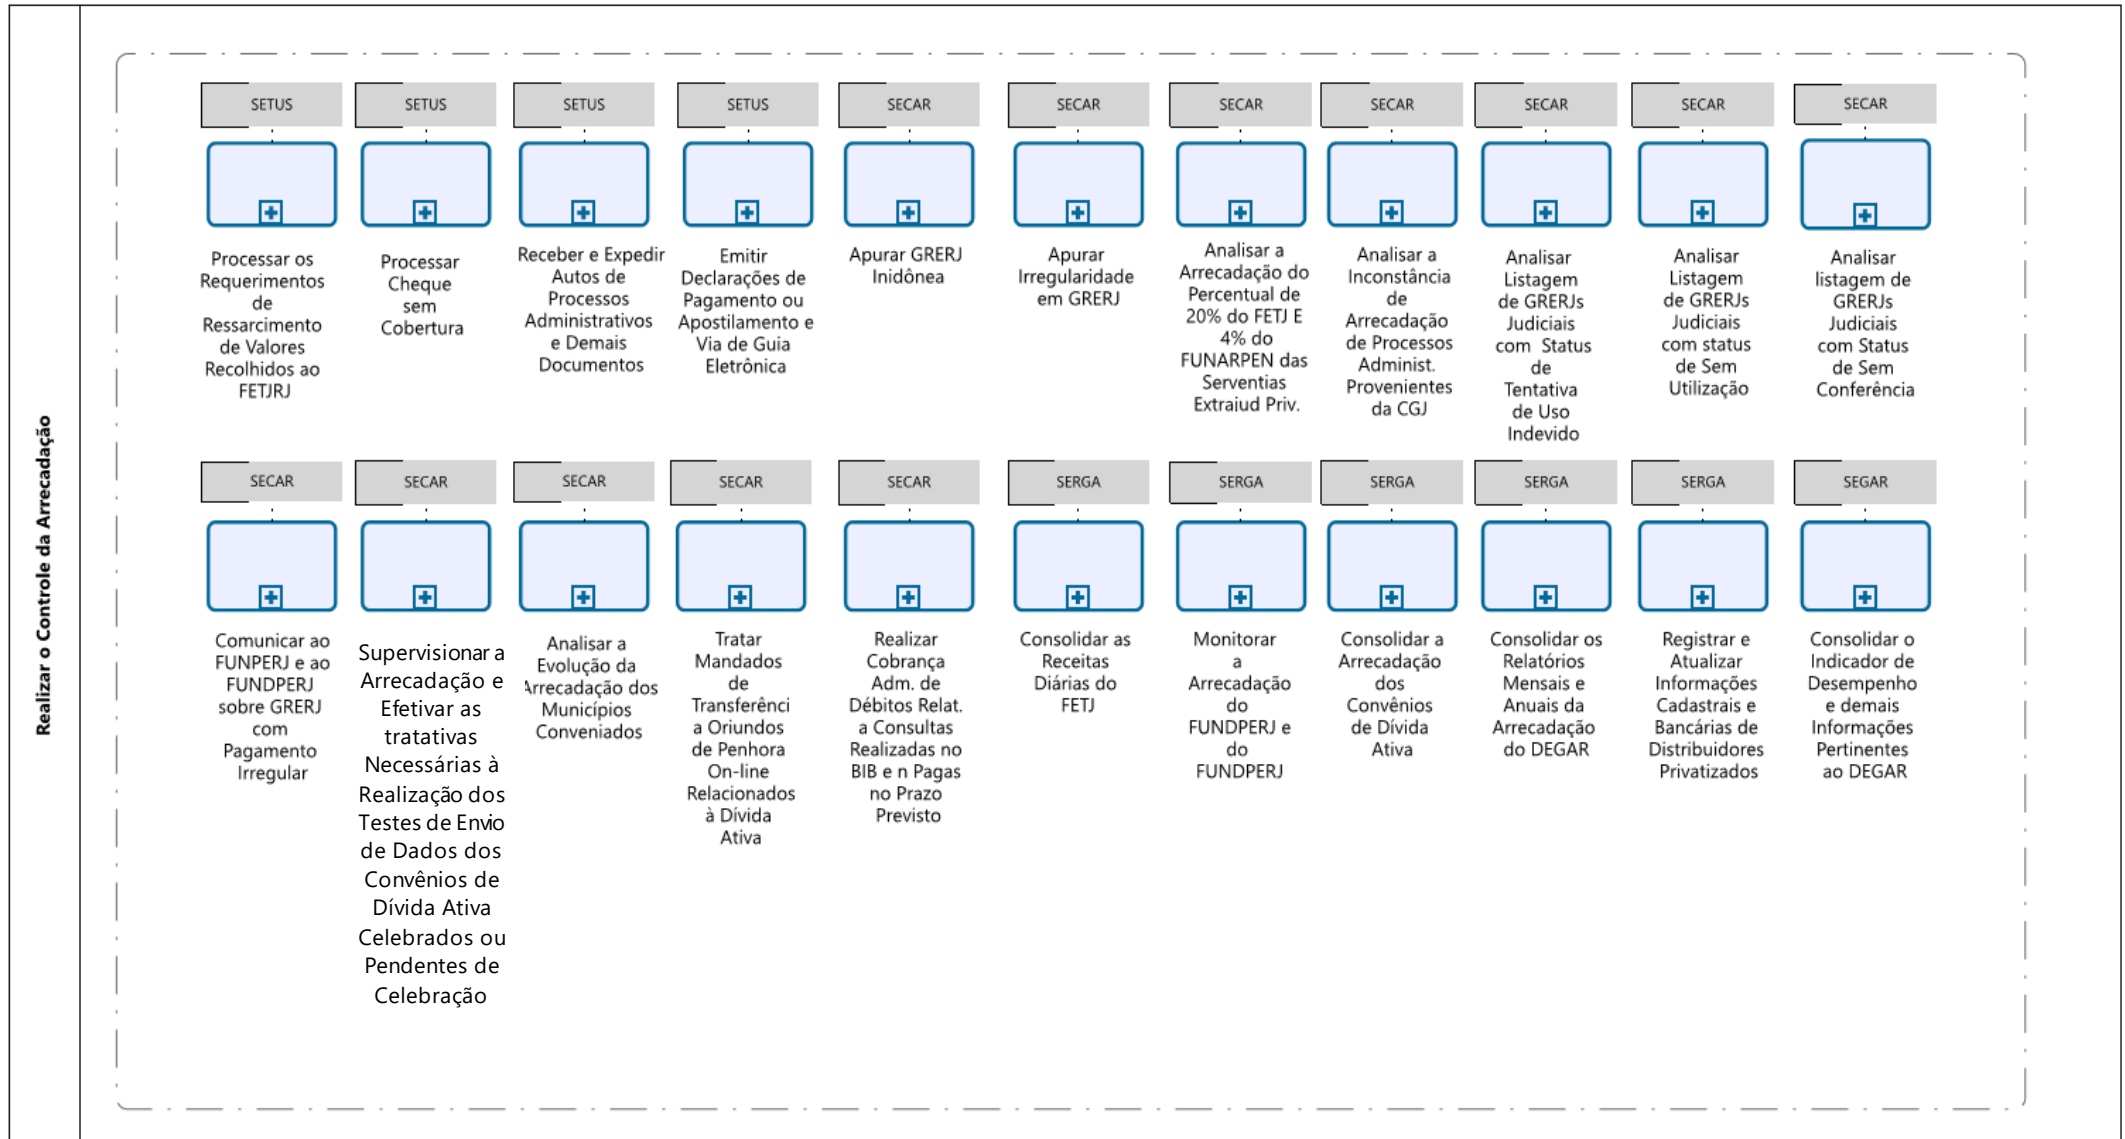 Realizar o Controle da Arrecadação
SETUS
Processar os
Requerimentos
de
Ressarcimento
de Valores
Recolhidos ao
FETJRJ
SETUS
Processar
Cheque
sem
Cobertura
SETUS
Receber e Expedir
Autos de
Processos
Administrativos
e Demais
Documentos
SETUS
Emitir
Declarações de
Pagamento ou
Apostilamento e
Via de Guia
Eletrônica
SECAR
Apurar GRERJ
Inidônea
SECAR
Apurar
Irregularidade
em GRERJ
SECAR
Analisar a
Arrecadação do
Percentual de
20% do FETJ E
4% do
FUNARPEN das
Serventias
Extraiud Priv.
SECAR
Analisar a
Inconstância
de
Arrecadação
de Processos
Administ.
Provenientes
da CGJ
SECAR
Analisar
Listagem
de GRERJs
Judiciais
com Status
de
Tentativa
de Uso
Indevido
SECAR
Analisar
Listagem
de GRERJs
Judiciais
com status
de Sem
Utilização
SECAR
Analisar
listagem de
GRERJs
Judiciais
com Status
de Sem
Conferência
SECAR
Comunicar ao
FUNPERJ e ao
FUNDPERJ
sobre GRERJ
com
Pagamento
Irregular
SECAR
Supervisionar a
Arrecadação e
Efetivar as
tratativas
Necessárias à
Realização dos
Testes de Envio
de Dados dos
Convênios de
Dívida Ativa
Celebrados ou
Pendentes de
Celebração
SECAR
Analisar a
Evolução da
Arrecadação dos
Municípios
Conveniados
SECAR
Tratar
Mandados
de
Transferênci
a Oriundos
de Penhora
On-line
Relacionados
à Dívida
Ativa
SECAR
Realizar
Cobrança
Adm. de
Débitos Relat.
a Consultas
Realizadas no
BIB e n Pagas
no Prazo
Previsto
SERGA
Consolidar as
Receitas
Diárias do
FETJ
SERGA
Monitorar
a
Arrecadação
do
FUNDPERJ e
do
FUNDPERJ
SERGA
Consolidar a
Arrecadação
dos
Convênios
de Dívida
Ativa
SERGA
Consolidar os
Relatórios
Mensais e
Anuais da
Arrecadação
do DEGAR
SERGA
Registrar e
Atualizar
Informações
Cadastrais e
Bancárias de
Distribuidores
Privatizados
SEGAR
Consolidar o
Indicador de
Desempenho
e demais
Informações
Pertinentes
ao DEGAR